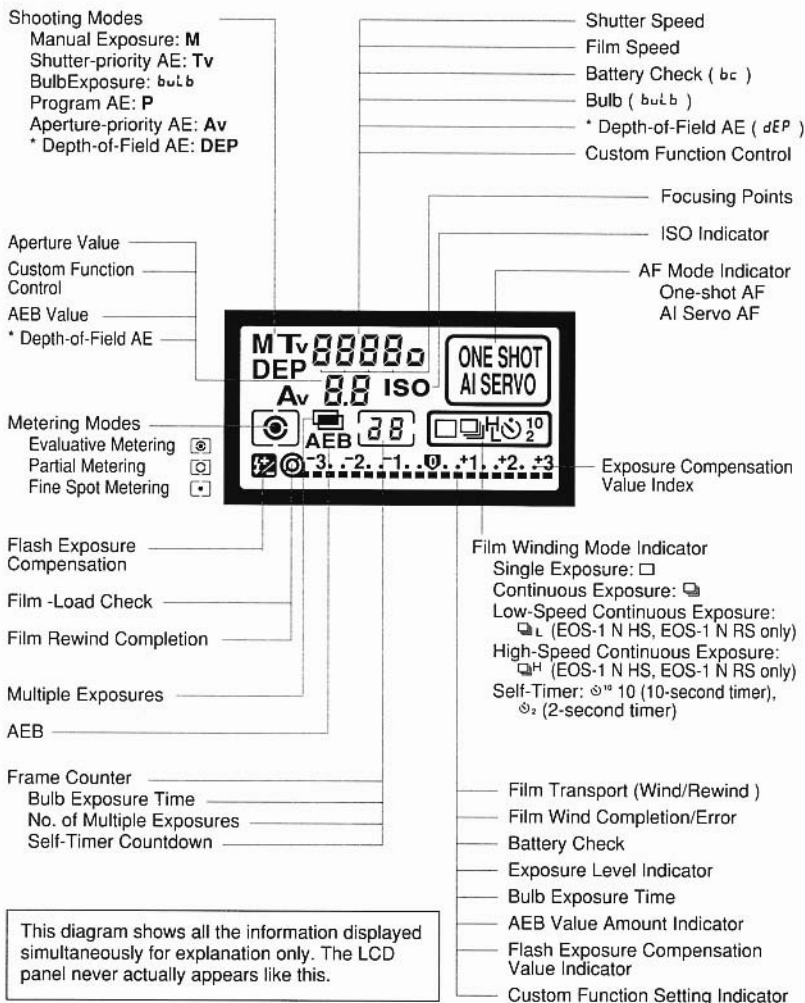 Shooting Modes
Manual Exposure: M
Shutter-priority AE: Tv
BulbExposure: buLb
Program AE: P
Aperture-priority AE: Av
* Depth-of-Field AE: DEP
Shutter Speed
Film Speed
Battery Check ( bc )
Bulb ( buLb )
* Depth-of-Field AE ( dEP )
Custom Function Control
Focusing Points
ISO Indicator
AF Mode Indicator
One-shot AF
AI Servo AF
Aperture Value
Custom Function
Control
AEB Value
* Depth-of-Field AE
M Tv 8888o
DEP
Av 8.8 ISO
ONE SHOT
AI SERVO
AEB [38] H L 10 2
-3. .-2. .-1. .0. .+1. .+2. .+3
Metering Modes
Evaluative Metering
Partial Metering
Fine Spot Metering
Exposure Compensation
Value Index
Flash Exposure
Compensation
Film -Load Check
Film Rewind Completion
Multiple Exposures
AEB
Frame Counter
Bulb Exposure Time
No. of Multiple Exposures
Self-Timer Countdown
Film Winding Mode Indicator
Single Exposure:
Continuous Exposure:
Low-Speed Continuous Exposure:
L (EOS-1 N HS, EOS-1 N RS only)
High-Speed Continuous Exposure:
H (EOS-1 N HS, EOS-1 N RS only)
Self-Timer: 10 10 (10-second timer),
2 (2-second timer)
Film Transport (Wind/Rewind )
Film Wind Completion/Error
Battery Check
Exposure Level Indicator
Bulb Exposure Time
AEB Value Amount Indicator
Flash Exposure Compensation
Value Indicator
Custom Function Setting Indicator
This diagram shows all the information displayed
simultaneously for explanation only. The LCD
panel never actually appears like this.